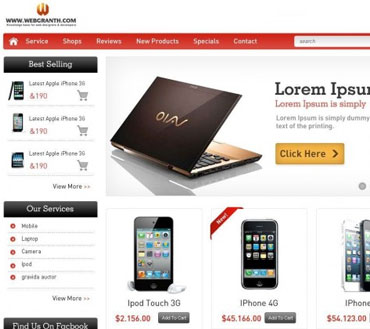 WWW.WEBGRANTH.COM
Knowledge base for web designers & developers
Service Shops Reviews New Products Specials Contact
search
Best Selling
Latest Apple iPhone 3G
&190
Latest Apple iPhone 3G
&190
Latest Apple iPhone 3G
&190
View More >>
Our Services
Mobile
Laptop
Camera
Ipod
gravida auctor
View More >>
Find Us On Facbook
VAIO
Lorem Ipsum
Lorem Ipsum is simply
Lorem Ipsum is simply dummy
text of the printing.
Click Here >
New!
Ipod Touch 3G
$2.156.00 Add To Cart
IPhone 4G
$45.166.00 Add To Cart
IPhone
$54.123.00